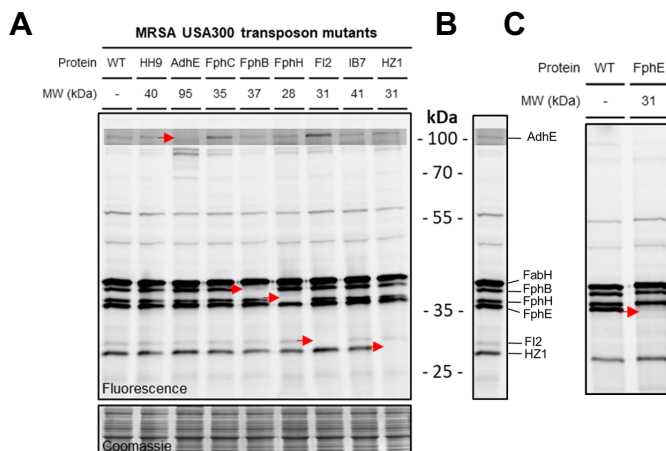 A
MRSA USA300 transposon mutants
Protein WT HH9 AdhE FphC FphB FphH FI2 IB7 HZ1
MW (kDa) - 40 95 35 37 28 31 41 31
Fluorescence
Coomassie
kDa
- 100 -
- 70 -
- 55 -
- 35 -
- 25 -
B
AdhE
FabH
FphB
FphH
FphE
FI2
HZ1
C
Protein WT FphE
MW (kDa) - 31